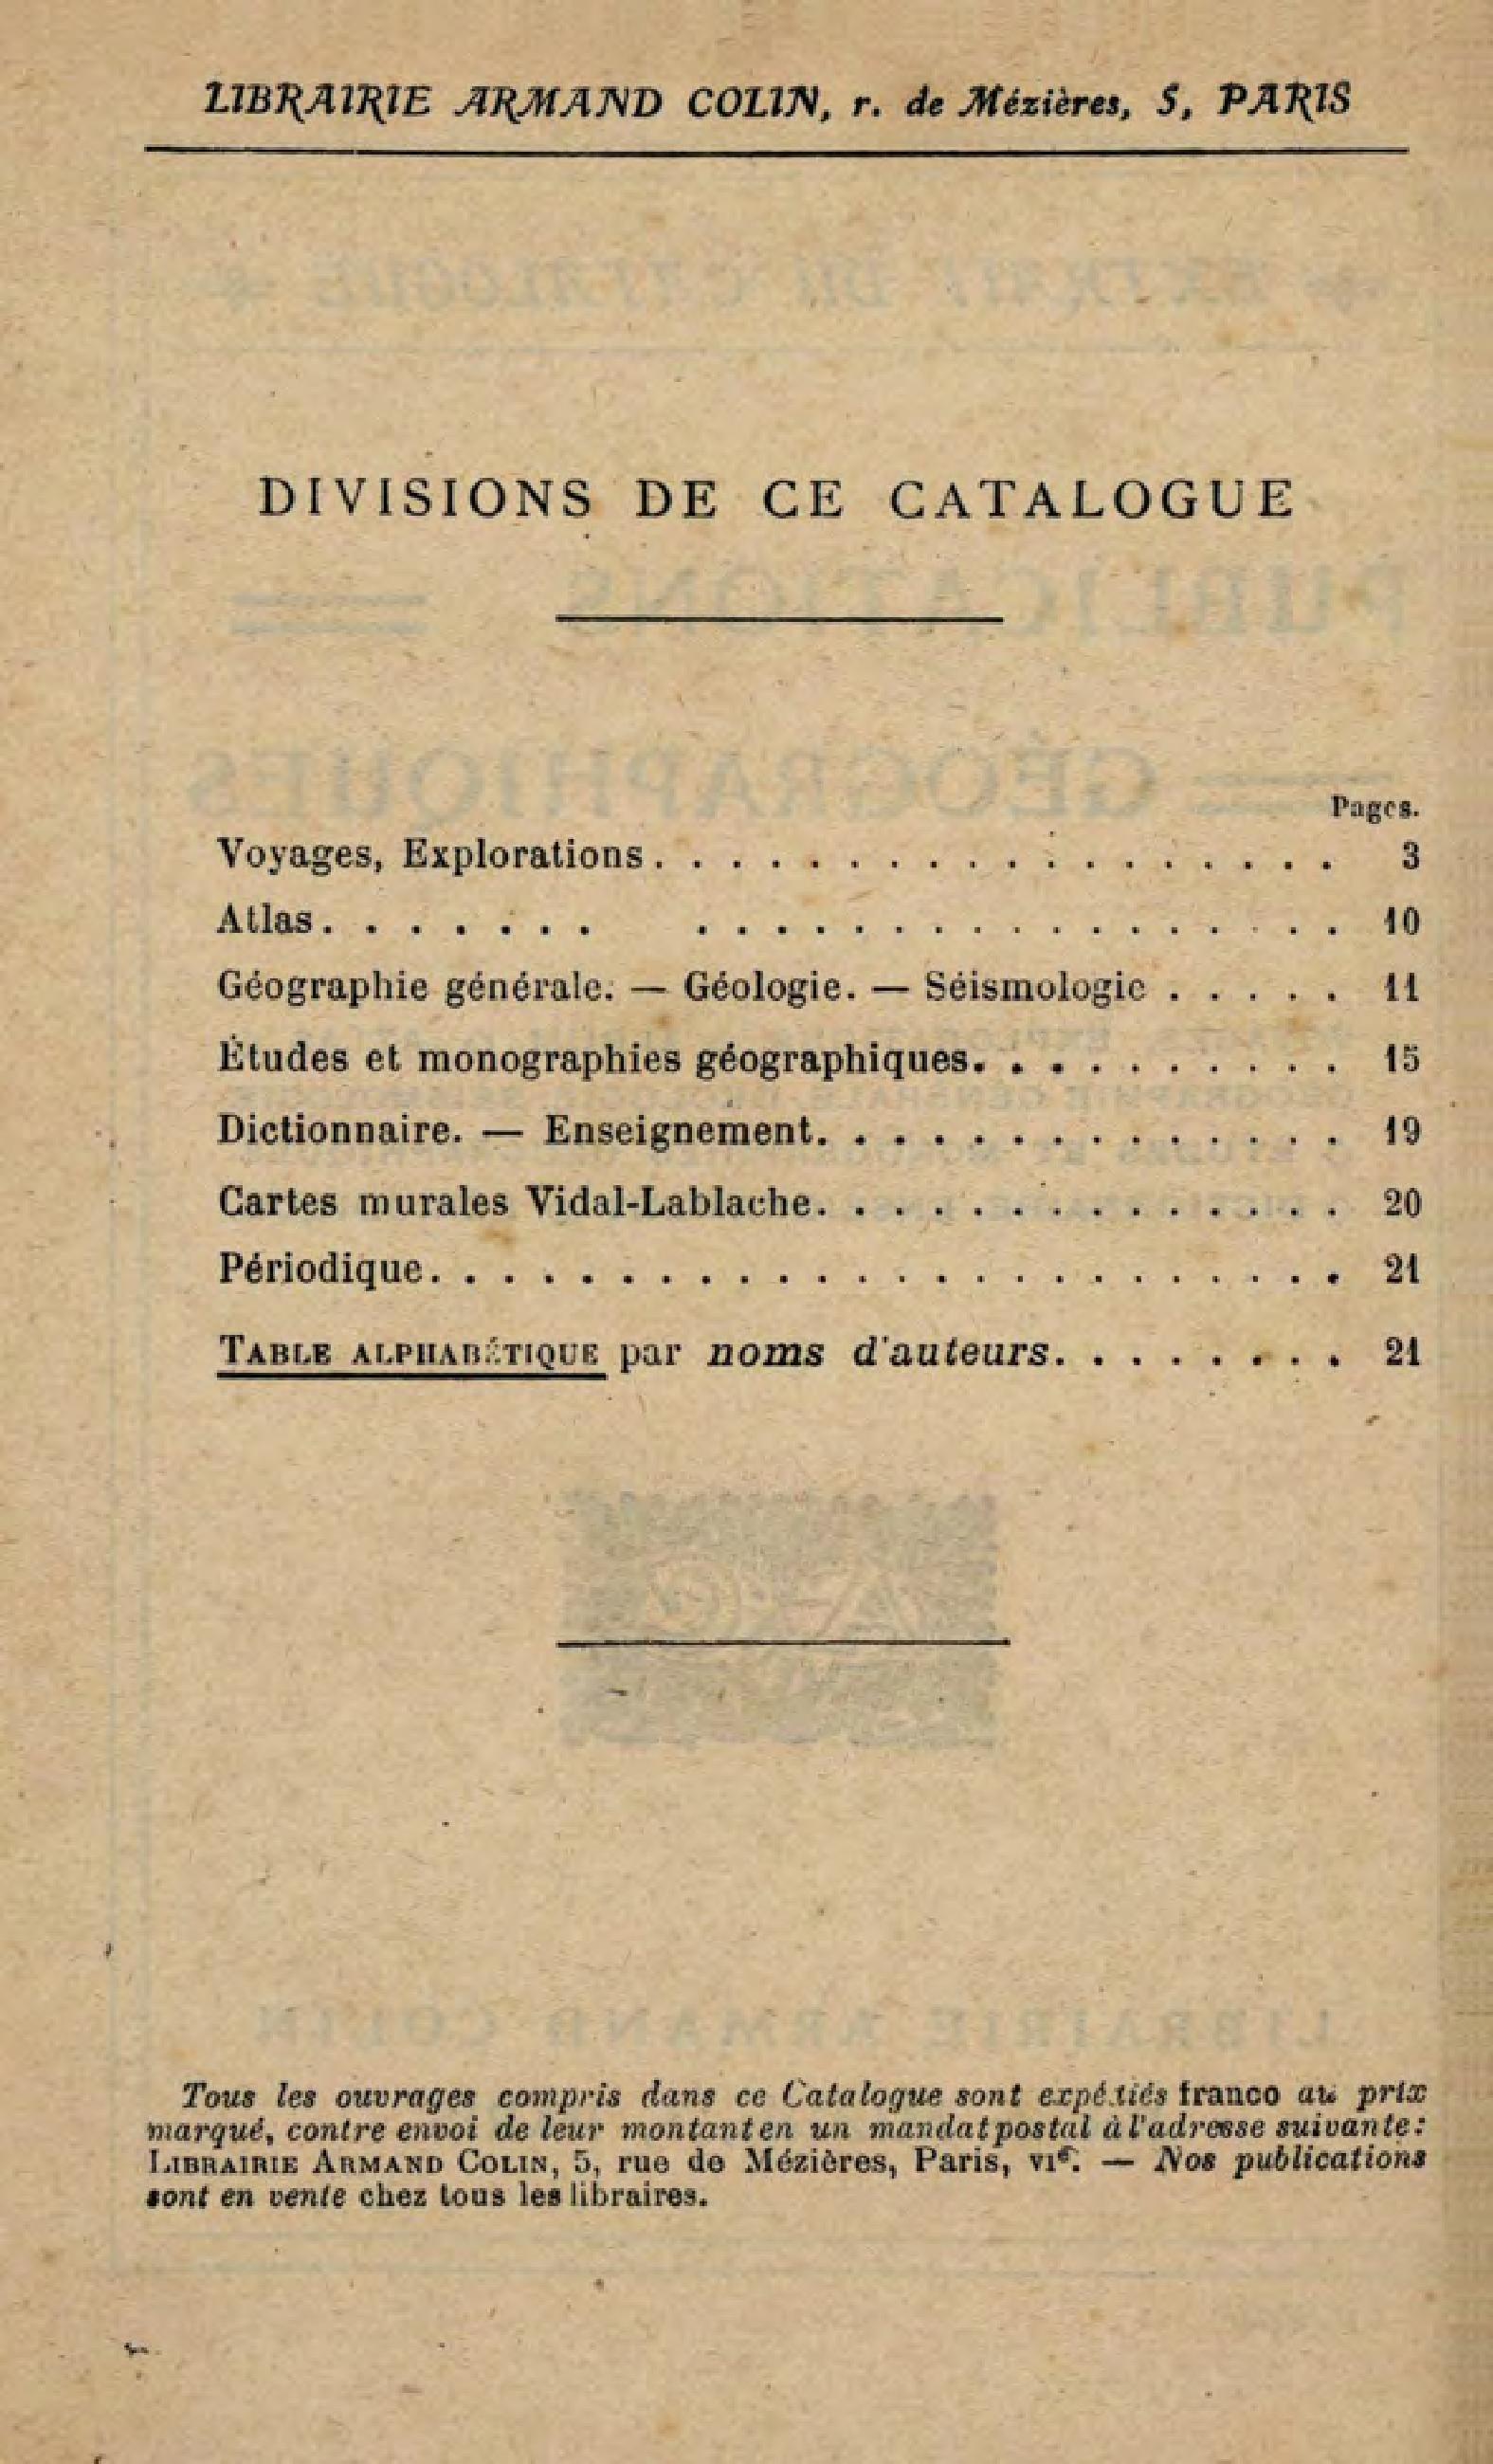 LIBRAIRIE ARMAND COLIN, r. de Mézières, 5, PARIS
DIVISIONS DE CE CATALOGUE
Pages.
Voyages, Explorations. . . . . . . . . . . . . . . . . . 3
Atlas. . . . . . . . . . . . . . . . . . . . . . . . 10
Géographie générale. — Géologie. — Séismologie . . . . . 11
Études et monographies géographiques. . . . . . . . . . 15
Dictionnaire. — Enseignement. . . . . . . . . . . . . . 19
Cartes murales Vidal-Lablache. . . . . . . . . . . . . . 20
Périodique. . . . . . . . . . . . . . . . . . . . . . . . 21
TABLE ALPHABÉTIQUE par noms d'auteurs. . . . . . . . 21
Tous les ouvrages compris dans ce Catalogue sont expédiés franco au prix
marqué, contre envoi de leur montant en un mandat postal à l'adresse suivante:
LIBRAIRIE ARMAND COLIN, 5, rue de Mézières, Paris, VIe. — Nos publications
sont en vente chez tous les libraires.